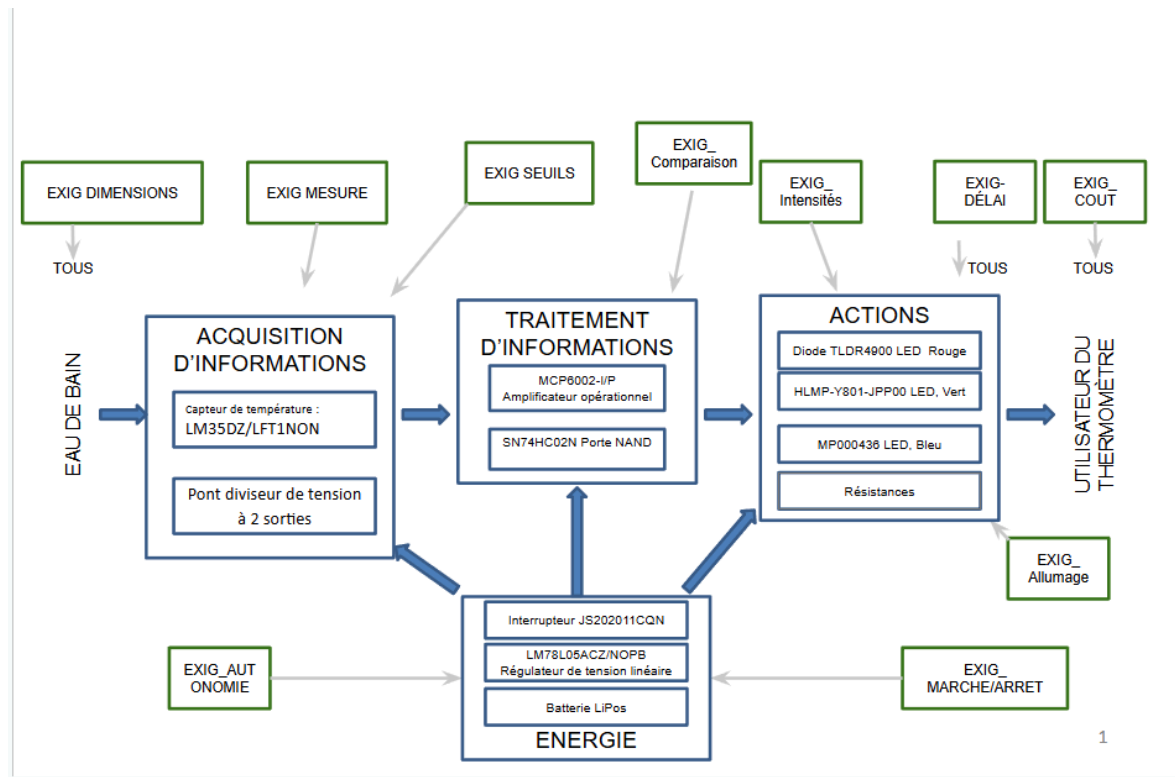 EXIG DIMENSIONS
EXIG MESURE
EXIG SEUILS
EXIG_
Comparaison
EXIG_
Intensités
EXIG-
DÉLAI
EXIG_
COUT
TOUS
TOUS
TOUS
EAU DE BAIN
ACQUISITION
D'INFORMATIONS
Capteur de température :
LM35DZ/LFT1NON
Pont diviseur de tension
à 2 sorties
TRAITEMENT
D'INFORMATIONS
MCP6002-I/P
Amplificateur opérationnel
SN74HC02N Porte NAND
ACTIONS
Diode TLDR4900 LED Rouge
HLMP-Y801-JPP00 LED, Vert
MP000436 LED, Bleu
Résistances
UTILISATEUR DU
THERMOMÈTRE
EXIG_
Allumage
Interrupteur JS202011CQN
LM78L05ACZ/NOPB
Régulateur de tension linéaire
Batterie LiPos
ENERGIE
EXIG_AUT
ONOMIE
EXIG_
MARCHE/ARRET
1